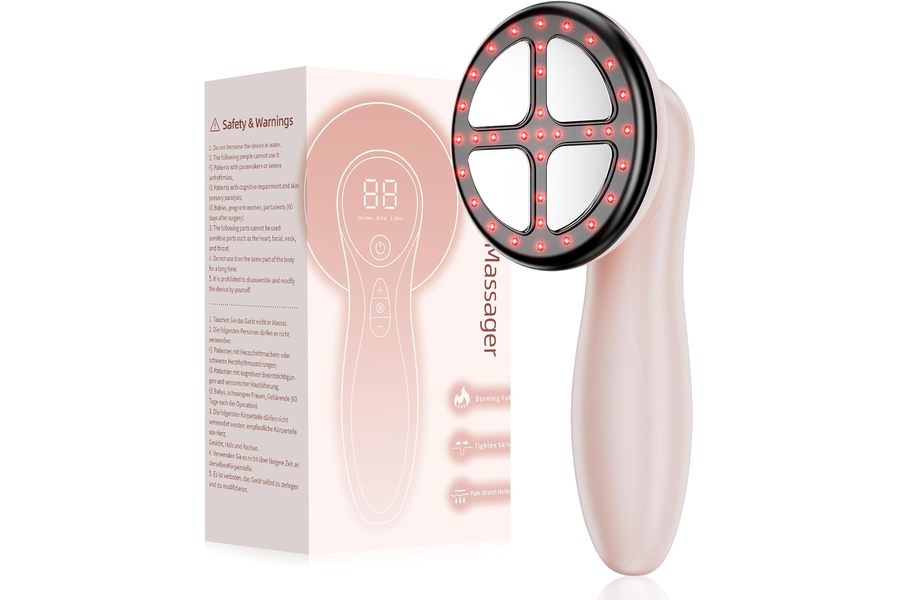 Safety & Warnings
1. Do not immerse the device in water.
2. The following people cannot use it:
① Patients with pacemakers or severe
arrhythmias;
② Patients with cognitive impairment and skin
sensory paralysis;
③ Babies, pregnant women, parturients (60
days after surgery);
3. The following parts cannot be used:
sensitive parts such as the heart, facial, neck,
and throat.
4. Do not use it on the same part of the body
for a long time.
5. It is prohibited to disassemble and modify
the device by yourself.
1. Tauchen Sie das Gerät nicht in Wasser.
2. Die folgenden Personen dürfen es nicht
verwenden:
① Patienten mit Herzschrittmachern oder
schweren Herzrhythmusstörungen;
② Patienten mit kognitiven Beeinträchtigun-
gen und sensorischer Hautlähmung;
③ Babys, schwangere Frauen, Gebärende (60
Tage nach der Operation).
3. Die folgenden Körperteile dürfen nicht
verwendet werden: empfindliche Körperteile
wie Herz,
Gesicht, Hals und Rachen.
4. Verwenden Sie es nicht über längere Zeit an
derselben Körperstelle.
5. Es ist verboten, das Gerät selbst zu zerlegen
und zu modifizieren.
88
Massager
Burning Fat
Tighten Skin
Fade Stretch Marks